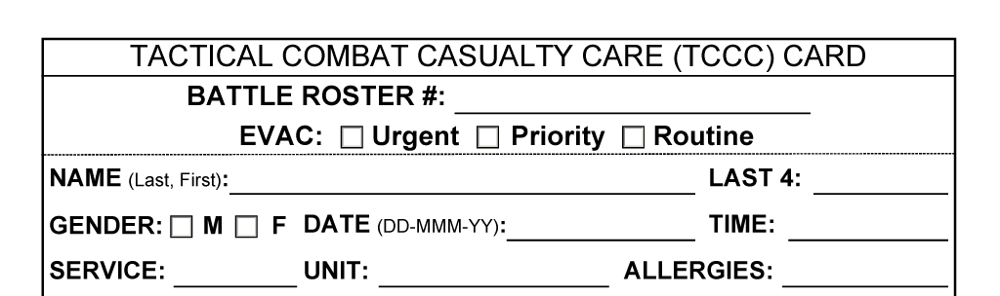 TACTICAL COMBAT CASUALTY CARE (TCCC) CARD
BATTLE ROSTER #:
EVAC: Urgent Priority Routine
NAME (Last, First): LAST 4:
GENDER: M F DATE (DD-MMM-YY): TIME:
SERVICE: UNIT: ALLERGIES: